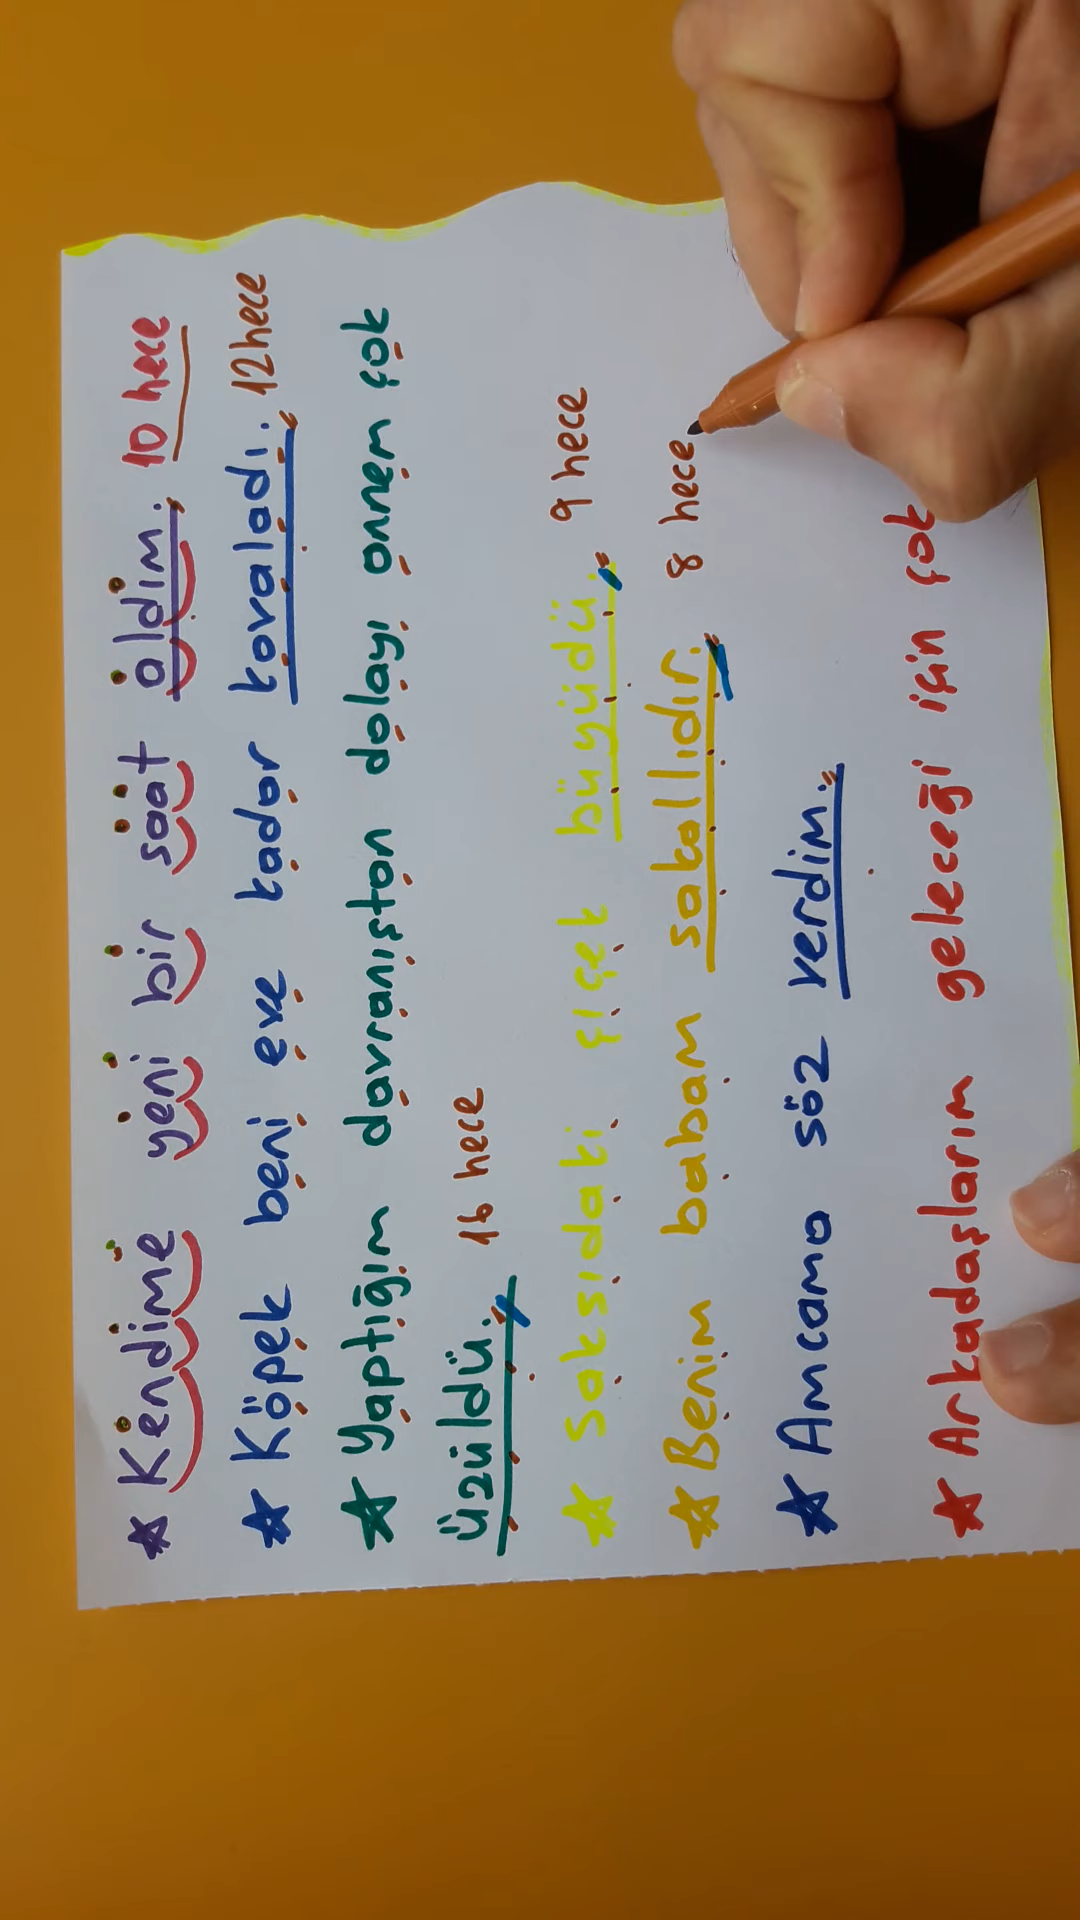 Kendime yeni bir saat aldım. 10 hece
Köpek beni eve kadar kovaladı. 12 hece
Yaptığım davranıştan dolayı annem çok
üzüldü. 16 hece
Saksıdaki çiçek büyüdü. 9 hece
Benim babam sakallıdır. 8 hece
Amcama söz verdim.
Arkadaşlarım geleceği için çok